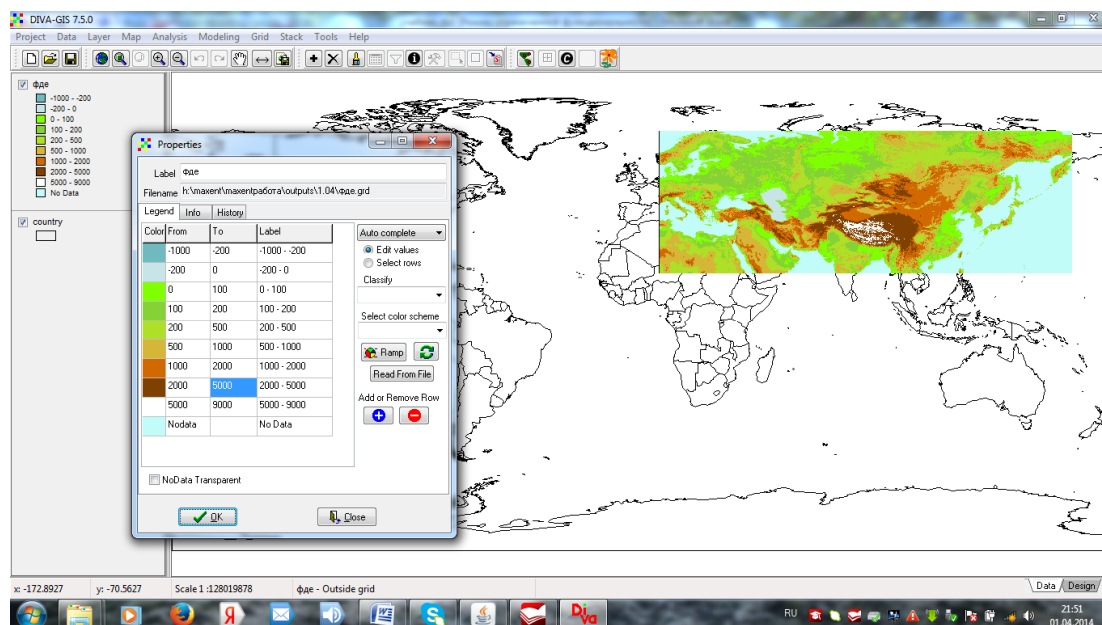 DIVA-GIS 7.5.0
Project Data Layer Map Analysis Modeling Grid Stack Tools Help
фде
-1000 - -200
-200 - 0
0 - 100
100 - 200
200 - 500
500 - 1000
1000 - 2000
2000 - 5000
5000 - 9000
No Data
country
Properties
Label фде
Filename h:\maxent\maxentработа\outputs\1.04\фде.grd
Legend Info History
Color From To Label
-1000 -200 -1000 - -200
-200 0 -200 - 0
0 100 0 - 100
100 200 100 - 200
200 500 200 - 500
500 1000 500 - 1000
1000 2000 1000 - 2000
2000 5000 2000 - 5000
5000 9000 5000 - 9000
Nodata No Data
Auto complete
Edit values
Select rows
Classify
Select color scheme
Ramp
Read From File
Add or Remove Row
NoData Transparent
OK
Close
x: -172.8927 y: -70.5627 Scale 1 :128019878 фде - Outside grid
Data Design
Я
W
S
Diva
RU
21:51
01.04.2014